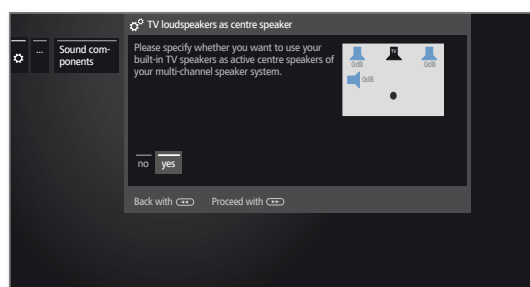 TV loudspeakers as centre speaker
...
Sound com-
ponents
Please specify whether you want to use your
built-in TV speakers as active centre speakers of
your multi-channel speaker system.
TV
0dB
0dB
0dB
no
yes
Back with
Proceed with